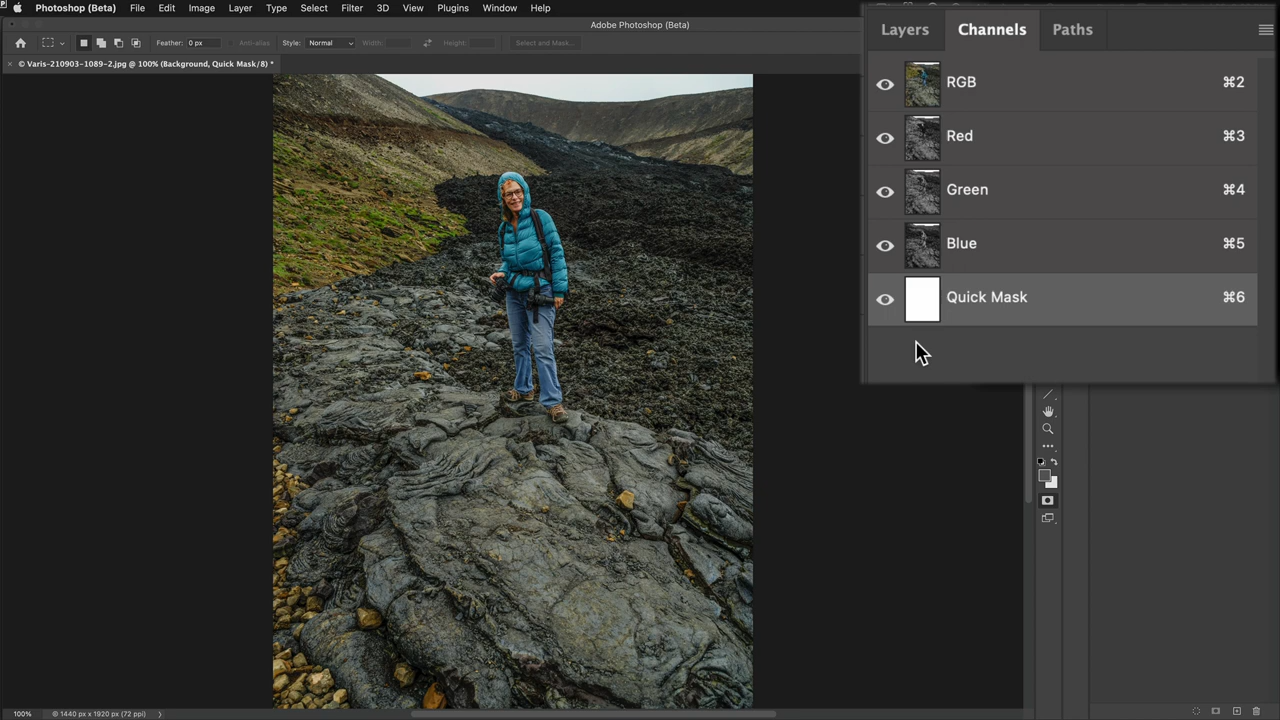 Photoshop (Beta) File Edit Image Layer Type Select Filter 3D View Plugins Window Help
Adobe Photoshop (Beta)
Feather: 0 px Anti-alias Style: Normal Width: Height: Select and Mask...
× © Varis-210903-1089-2.jpg @ 100% (Background, Quick Mask/8) *
Layers Channels Paths
RGB ⌘2
Red ⌘3
Green ⌘4
Blue ⌘5
Quick Mask ⌘6
100% © 1440 px x 1920 px (72 ppi)